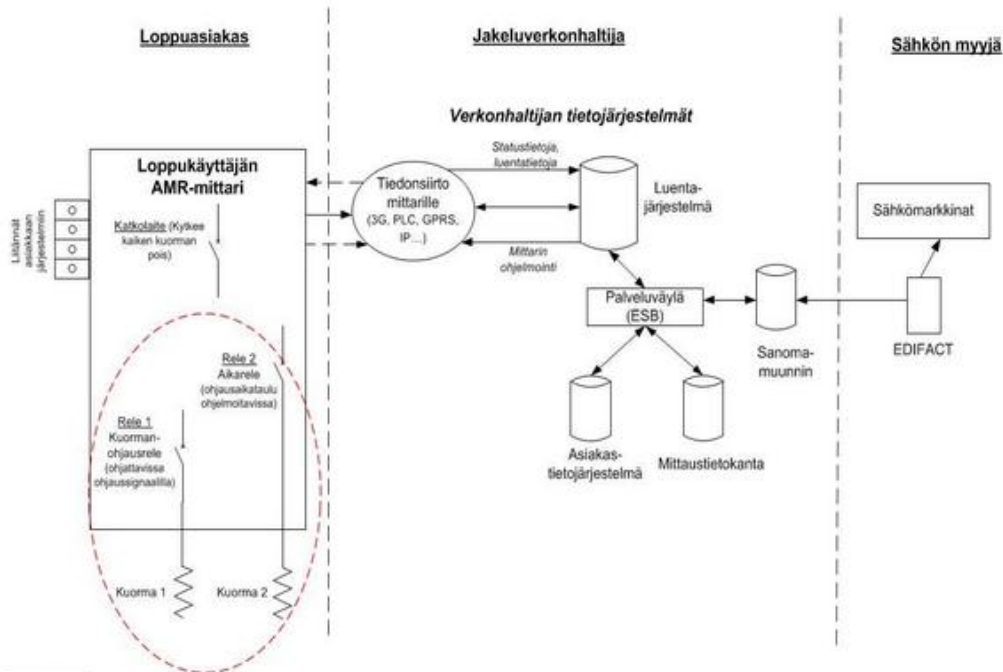 Loppuasiakas
Jakeluverkonhaltija
Sähkön myyjä
Verkonhaltijan tietojärjestelmät
Loppukäyttäjän
AMR-mittari
Katkolaite (Kytkee
kaiken kuorman
pois)
Liitännät
asiakkaan
järjestelmiin
Rele 2
Aikarele
(ohjausaikataulu
ohjelmoitavissa)
Rele 1
Kuorman-
ohjausrele
(ohjattavissa
ohjaussignaalilla)
Kuorma 1
Kuorma 2
Tiedonsiirto
mittarille
(3G, PLC, GPRS,
IP...)
Statustietoja,
luentatietoja
Mittarin
ohjelmointi
Luenta-
järjestelmä
Palveluväylä
(ESB)
Asiakas-
tietojärjestelmä
Mittaustietokanta
Sanoma-
muunnin
Sähkömarkkinat
EDIFACT